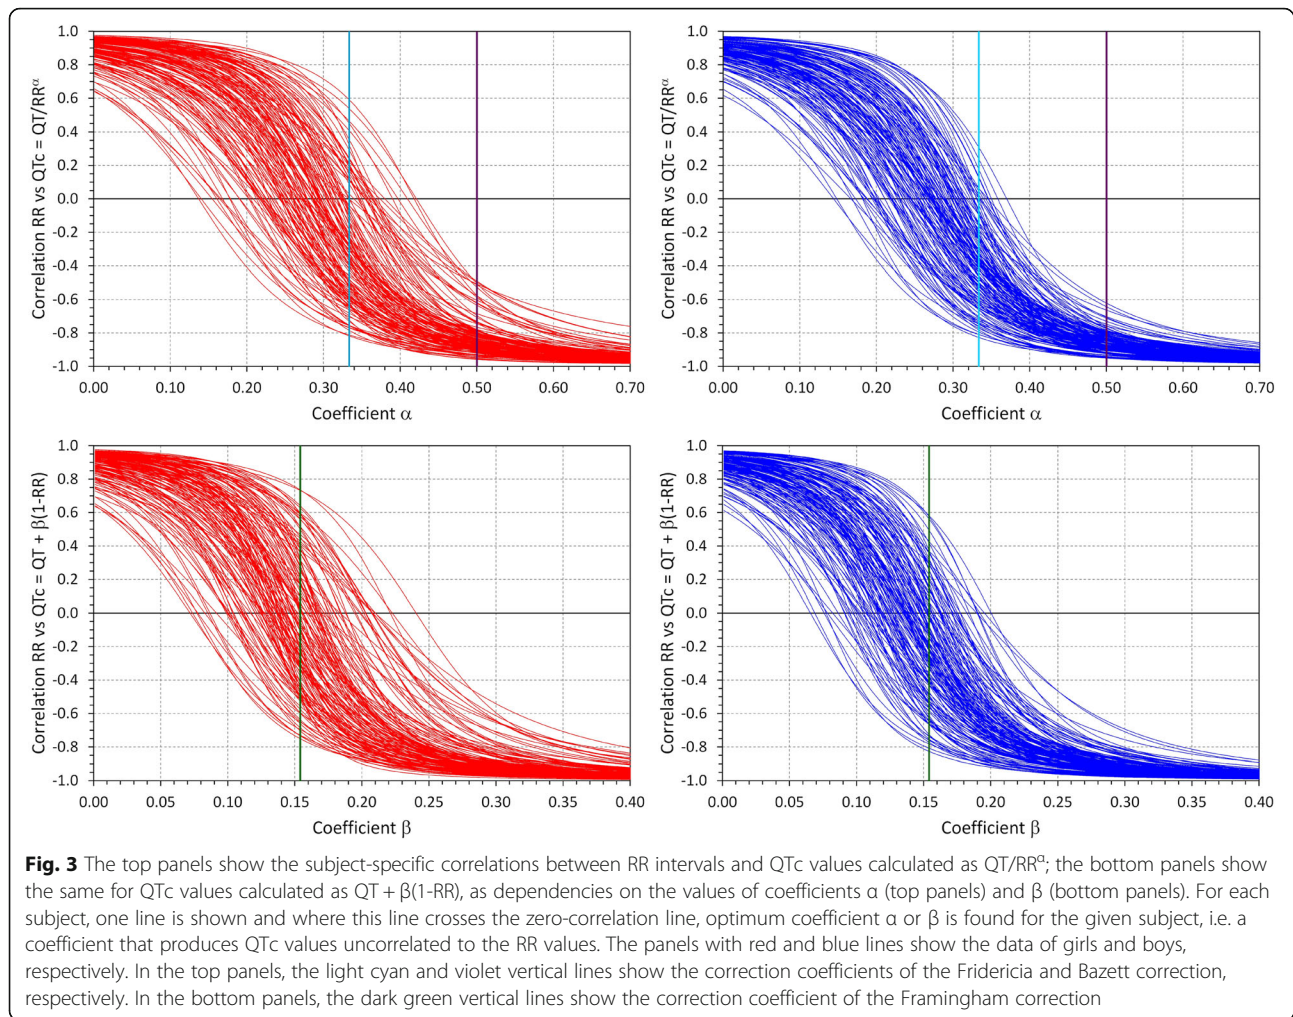 1.0
0.8
0.6
0.4
0.2
0.0
-0.2
-0.4
-0.6
-0.8
-1.0
Correlation RR vs QTc = QT/RRα
0.00 0.10 0.20 0.30 0.40 0.50 0.60 0.70
Coefficient α
1.0
0.8
0.6
0.4
0.2
0.0
-0.2
-0.4
-0.6
-0.8
-1.0
Correlation RR vs QTc = QT/RRα
0.00 0.10 0.20 0.30 0.40 0.50 0.60 0.70
Coefficient α
1.0
0.8
0.6
0.4
0.2
0.0
-0.2
-0.4
-0.6
-0.8
-1.0
Correlation RR vs QTc = QT + β(1-RR)
0.00 0.05 0.10 0.15 0.20 0.25 0.30 0.35 0.40
Coefficient β
1.0
0.8
0.6
0.4
0.2
0.0
-0.2
-0.4
-0.6
-0.8
-1.0
Correlation RR vs QTc = QT + β(1-RR)
0.00 0.05 0.10 0.15 0.20 0.25 0.30 0.35 0.40
Coefficient β
Fig. 3 The top panels show the subject-specific correlations between RR intervals and QTc values calculated as QT/RRα; the bottom panels show
the same for QTc values calculated as QT + β(1-RR), as dependencies on the values of coefficients α (top panels) and β (bottom panels). For each
subject, one line is shown and where this line crosses the zero-correlation line, optimum coefficient α or β is found for the given subject, i.e. a
coefficient that produces QTc values uncorrelated to the RR values. The panels with red and blue lines show the data of girls and boys,
respectively. In the top panels, the light cyan and violet vertical lines show the correction coefficients of the Fridericia and Bazett correction,
respectively. In the bottom panels, the dark green vertical lines show the correction coefficient of the Framingham correction